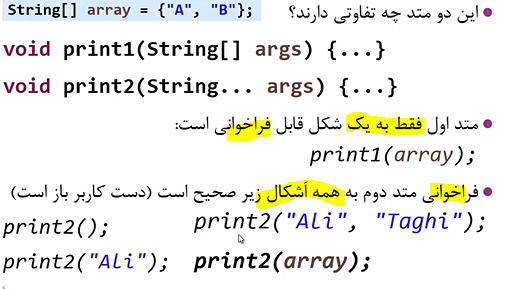 String[] array = {"A", "B"};
این دو متد چه تفاوتی دارند؟
void print1(String[] args) {...}
void print2(String... args) {...}
متد اول فقط به یک شکل قابل فراخوانی است:
print1(array);
فراخوانی متد دوم به همه أشکال زیر صحیح است (دست کاربر باز است)
print2(); print2("Ali", "Taghi");
print2("Ali"); print2(array);